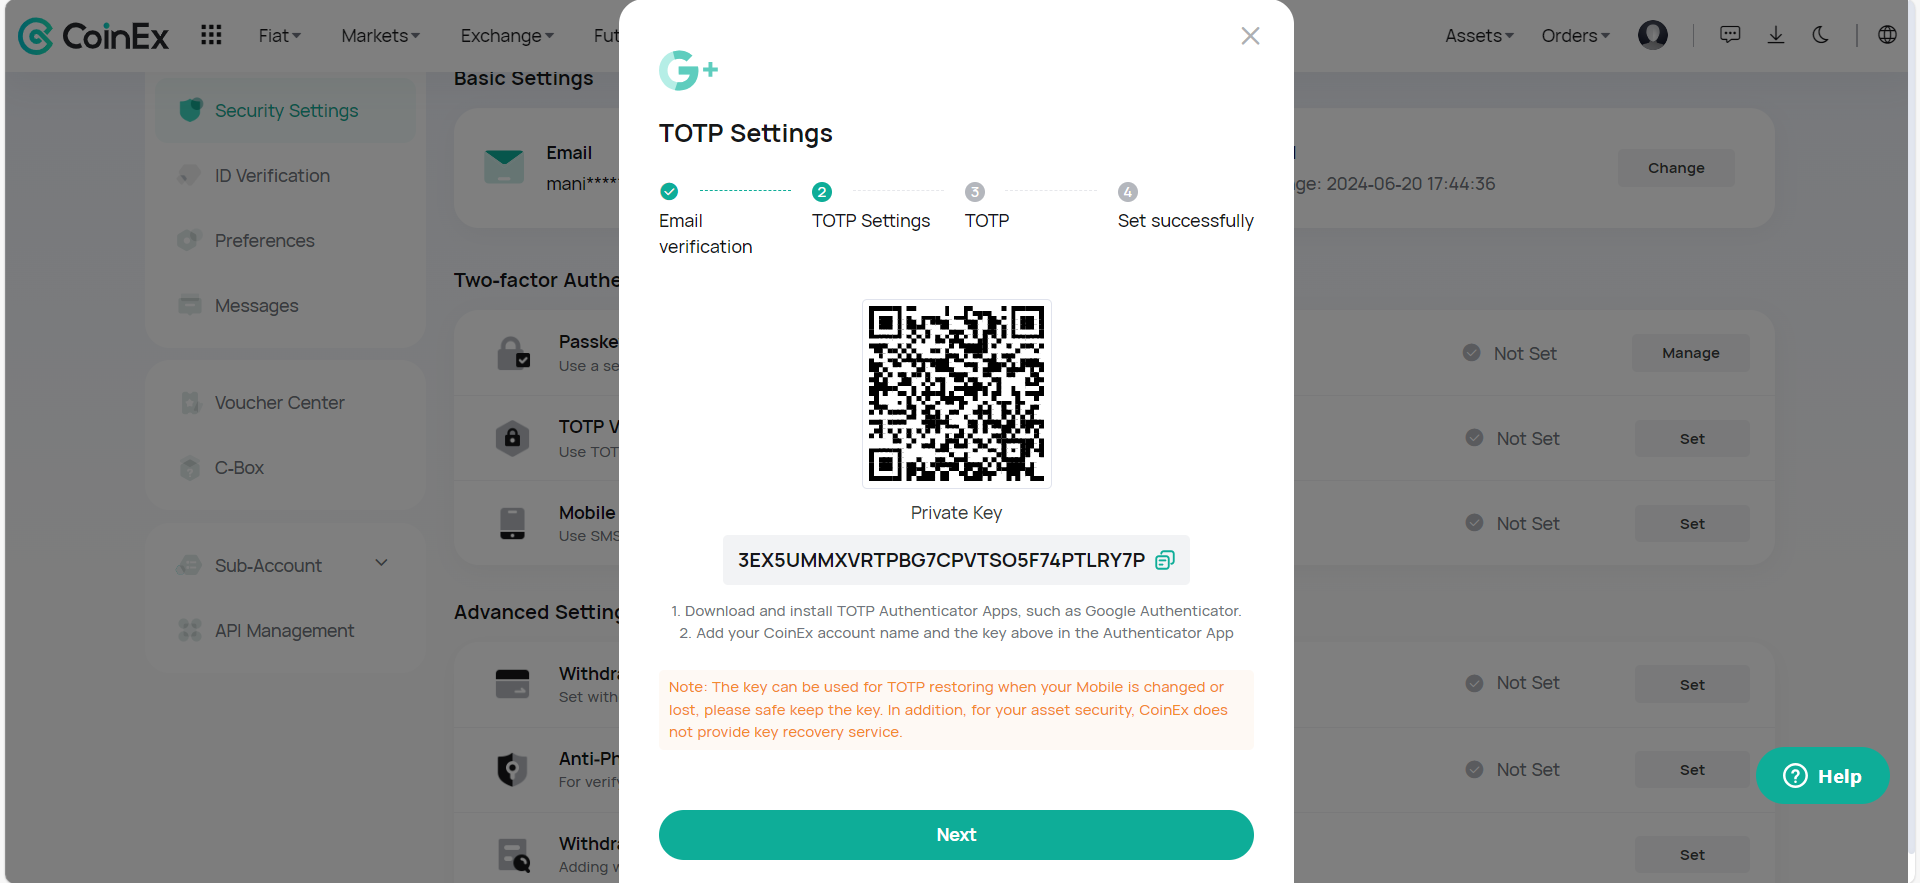 CoinEx
Fiat
Markets
Exchange
Fut
Assets
Orders
Security Settings
ID Verification
Preferences
Messages
Voucher Center
C-Box
Sub-Account
API Management
Basic Settings
Email
mani*****
ge: 2024-06-20 17:44:36
Change
Two-factor Authe
Passke
Use a se
Not Set
Manage
TOTP V
Use TOT
Not Set
Set
Mobile
Use SMS
Not Set
Set
Advanced Setting
Withdra
Set with
Not Set
Set
Anti-Ph
For verify
Not Set
Set
Withdra
Adding w
Set
G+
TOTP Settings
2
3
4
Email
verification
TOTP Settings
TOTP
Set successfully
Private Key
3EX5UMMXVRTPBG7CPVTSO5F74PTLRY7P
1. Download and install TOTP Authenticator Apps, such as Google Authenticator.
2. Add your CoinEx account name and the key above in the Authenticator App
Note: The key can be used for TOTP restoring when your Mobile is changed or
lost, please safe keep the key. In addition, for your asset security, CoinEx does
not provide key recovery service.
Next
Help